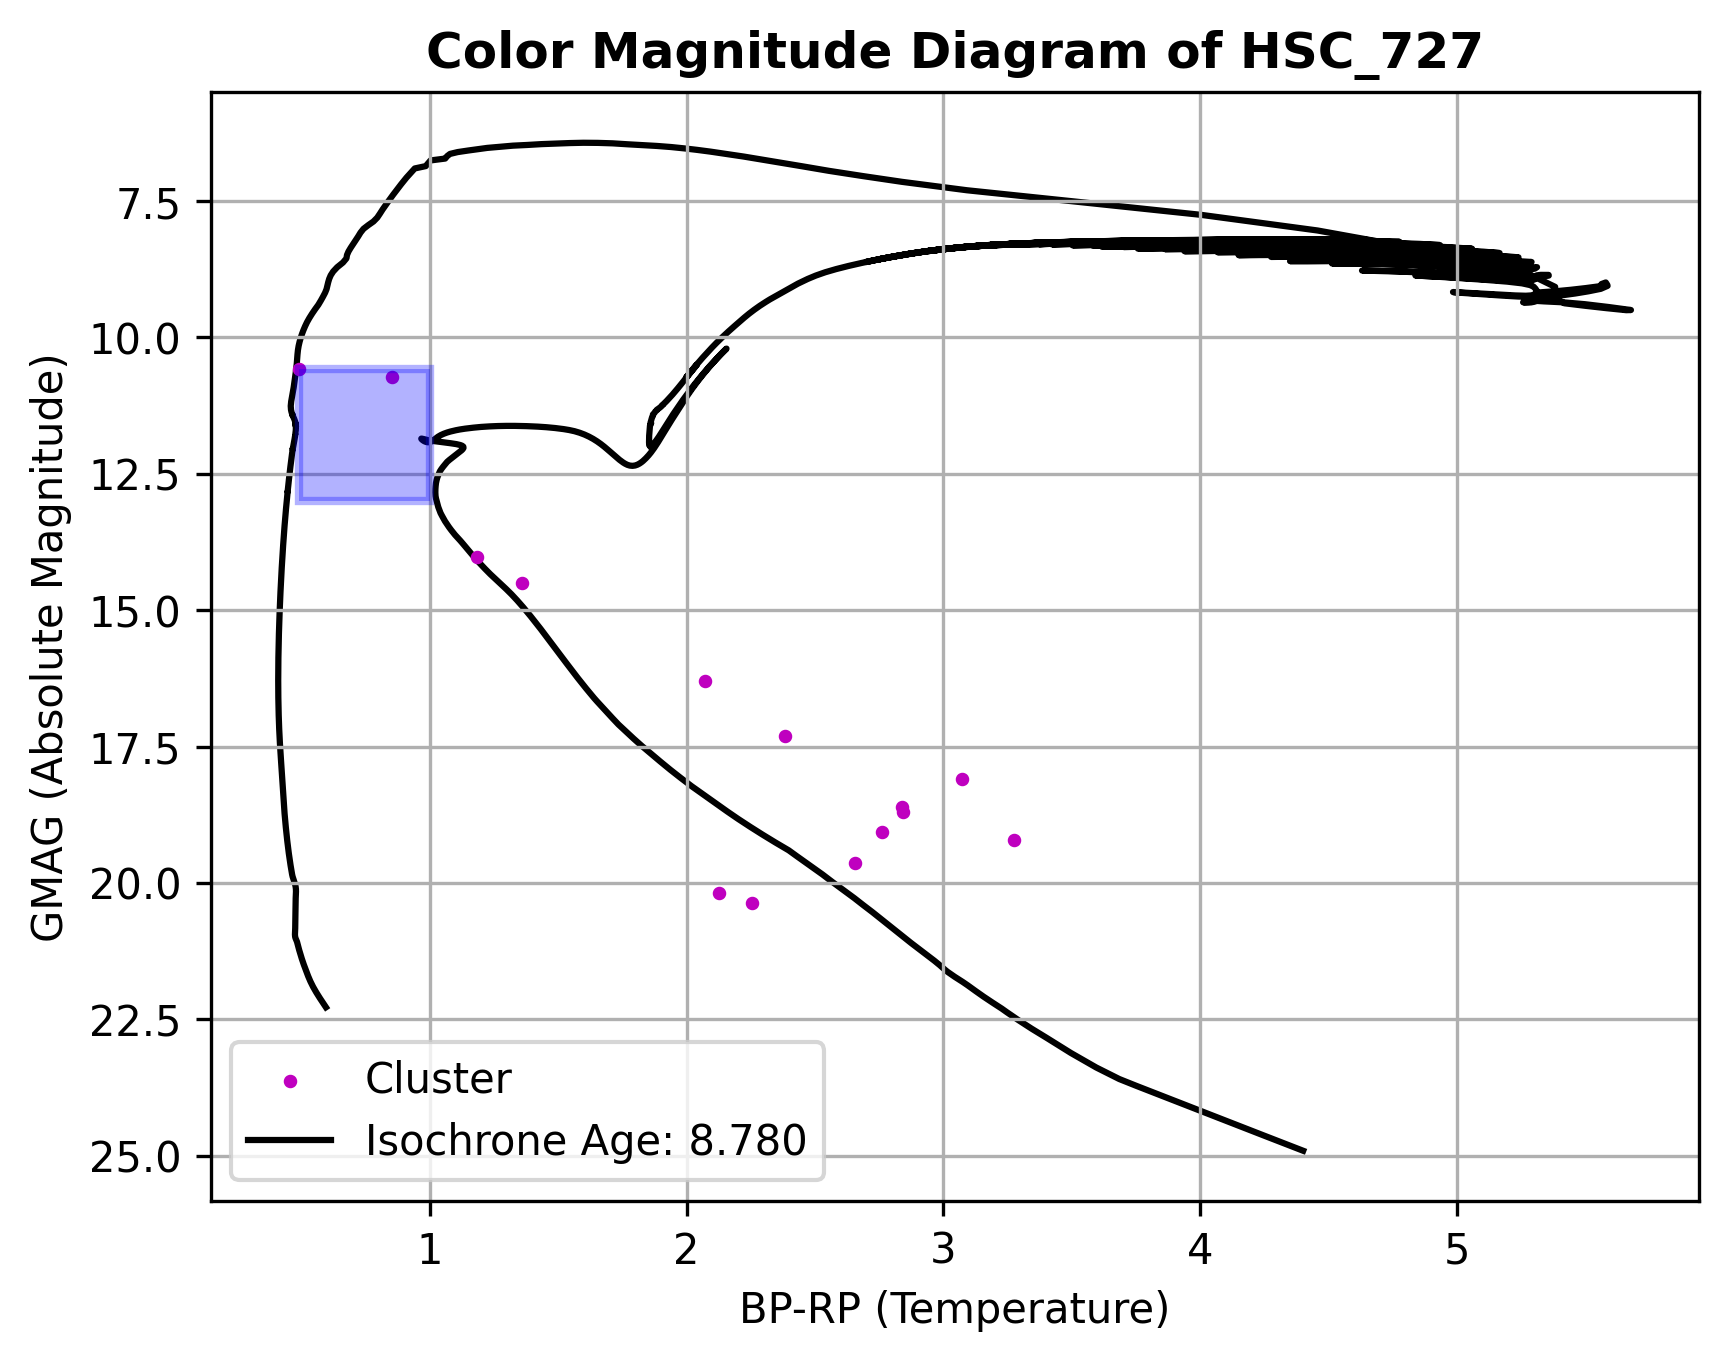 Color Magnitude Diagram of HSC_727
GMAG (Absolute Magnitude)
7.5
10.0
12.5
15.0
17.5
20.0
22.5
25.0
Cluster
Isochrone Age: 8.780
1 2 3 4 5
BP-RP (Temperature)